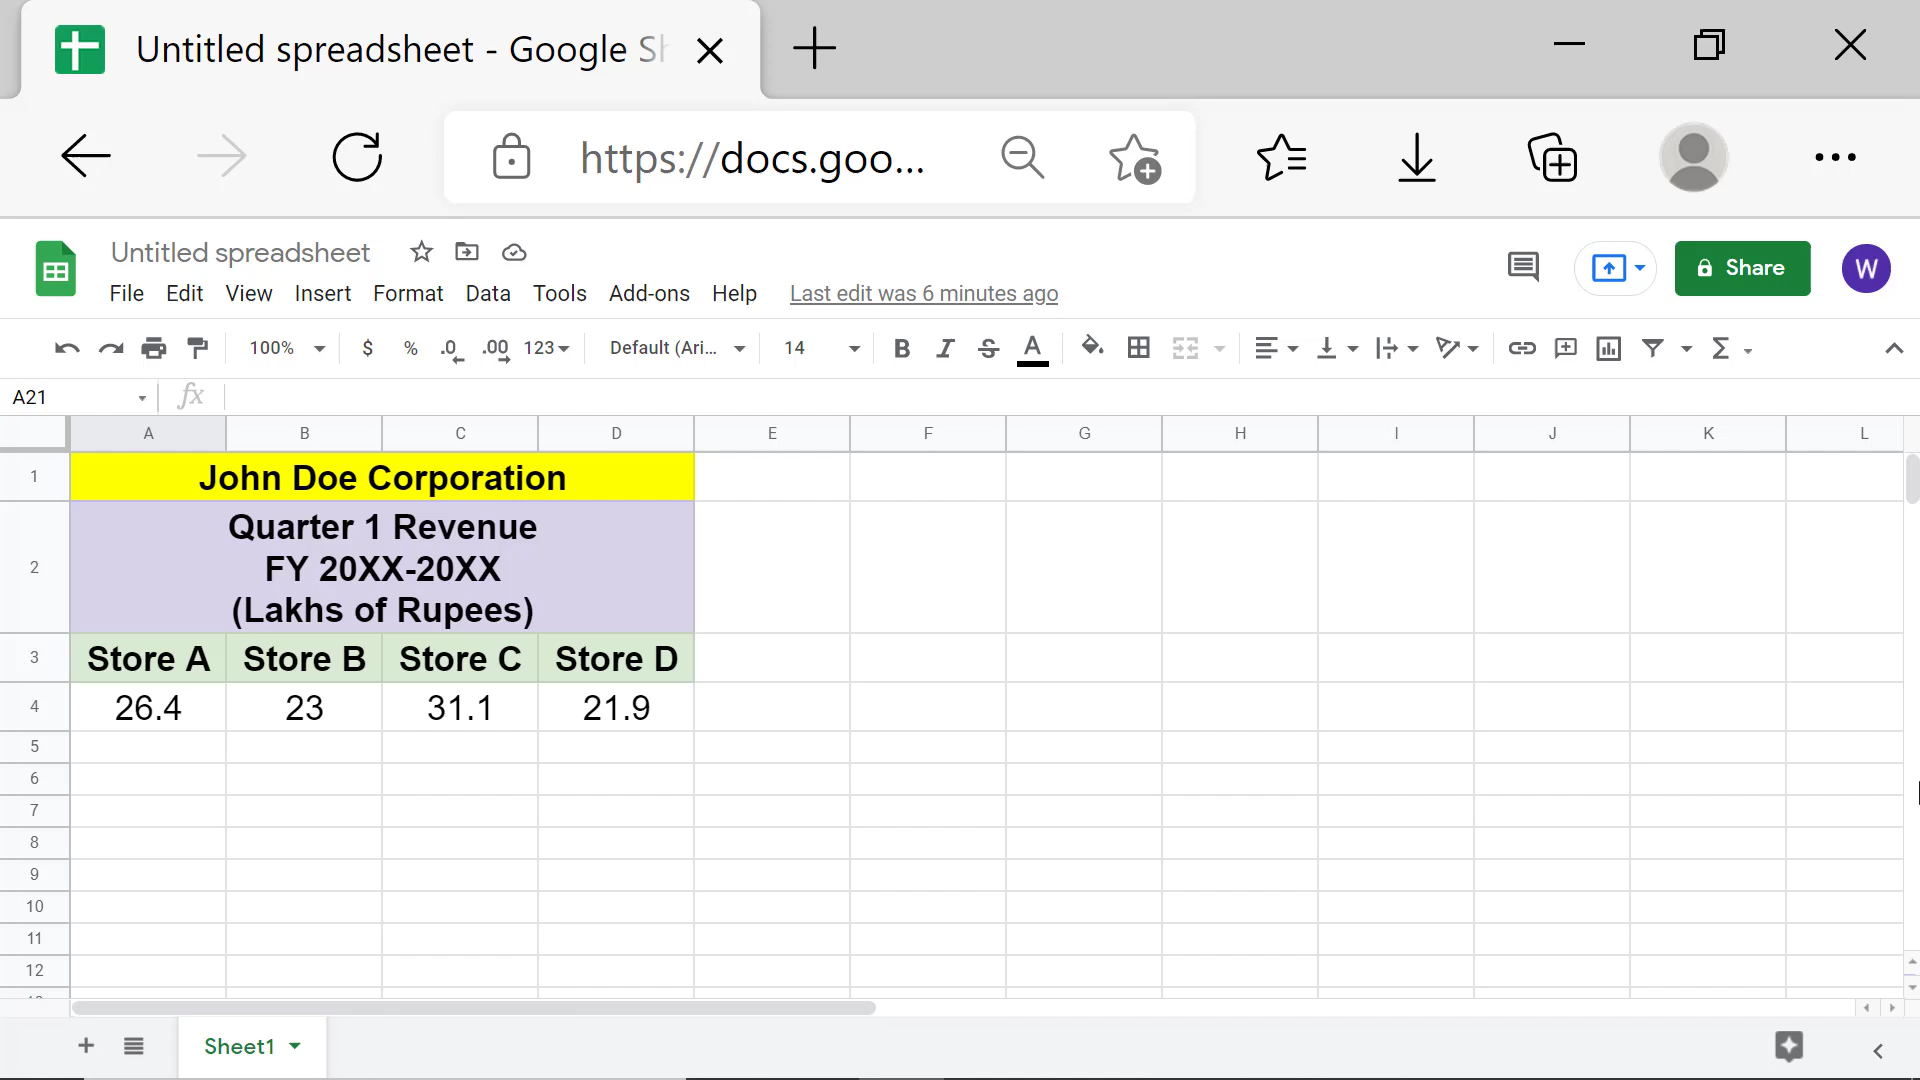 Untitled spreadsheet - Google Sh
https://docs.goo...
Untitled spreadsheet
File Edit View Insert Format Data Tools Add-ons Help Last edit was 6 minutes ago
Share
W
100% $ % .0 .00 123 Default (Ari... 14 B I S A Σ
A21 fx
A B C D E F G H I J K L
1 John Doe Corporation
2 Quarter 1 Revenue
FY 20XX-20XX
(Lakhs of Rupees)
3 Store A Store B Store C Store D
4 26.4 23 31.1 21.9
5
6
7
8
9
10
11
12
Sheet1